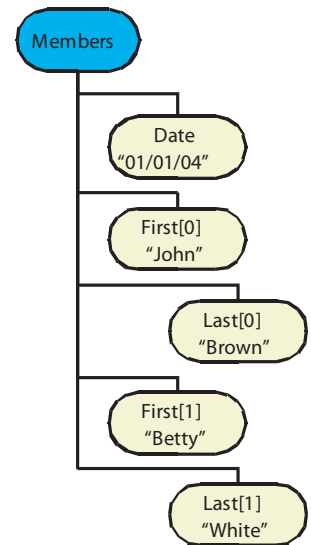 Members
Date
“01/01/04”
First[0]
“John”
Last[0]
“Brown”
First[1]
“Betty”
Last[1]
“White”